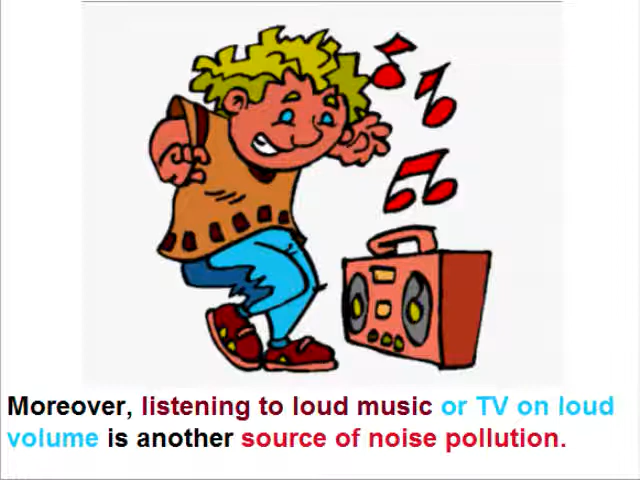 Moreover, listening to loud music or TV on loud
volume is another source of noise pollution.